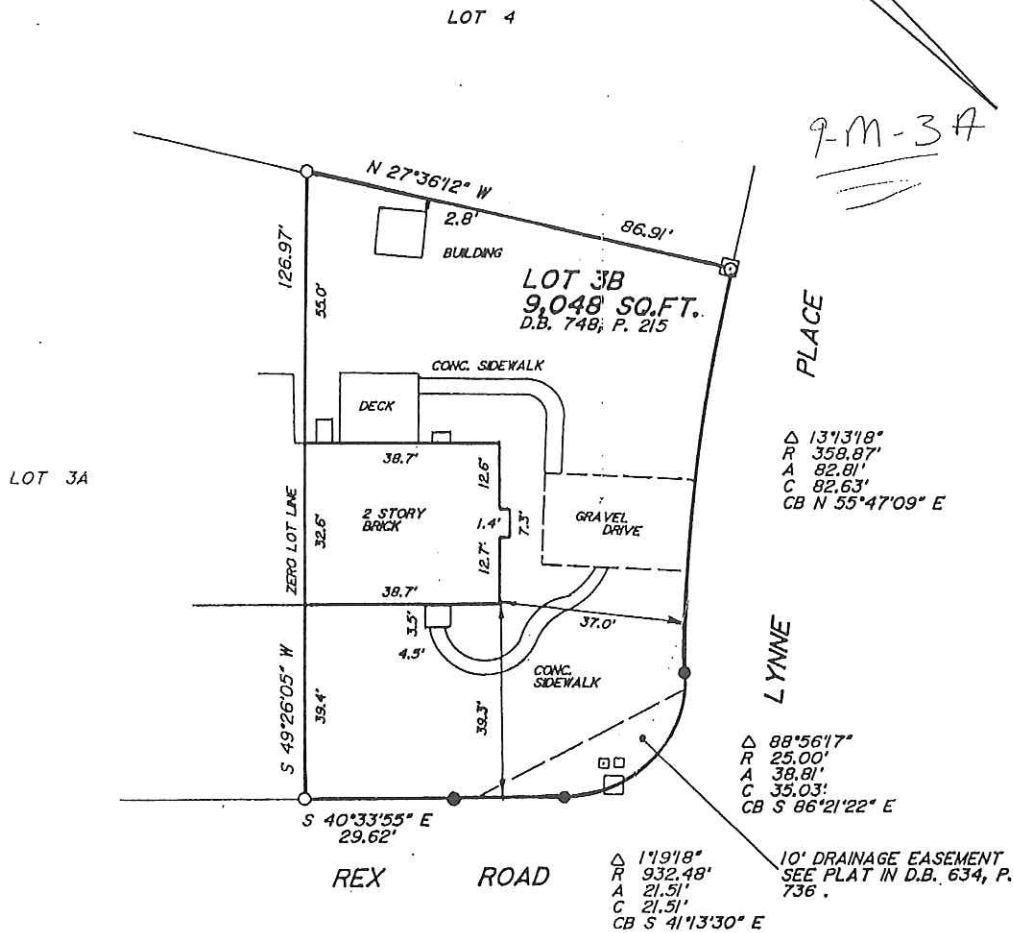 LOT 4
9-M-3A
N 27°36'12" W
86.91'
2.8'
BUILDING
126.97'
55.0'
LOT 3B
9,048 SQ.FT.
D.B. 748, P. 215
PLACE
CONC. SIDEWALK
DECK
Δ 13°13'18"
R 358.87'
A 82.81'
C 82.63'
CB N 55°47'09" E
LOT 3A
38.7'
12.6'
ZERO LOT LINE
32.6'
2 STORY
BRICK
1.4'
7.3'
GRAVEL
DRIVE
12.7'
38.7'
3.5'
4.5'
37.0'
CONC.
SIDEWALK
LYNNE
S 49°26'05" W
39.4'
39.3'
Δ 88°56'17"
R 25.00'
A 38.81'
C 35.03'
CB S 86°21'22" E
S 40°33'55" E
29.62'
REX ROAD
Δ 1°19'18"
R 932.48'
A 21.51'
C 21.51'
CB S 41°13'30" E
10' DRAINAGE EASEMENT
SEE PLAT IN D.B. 634, P.
736 .